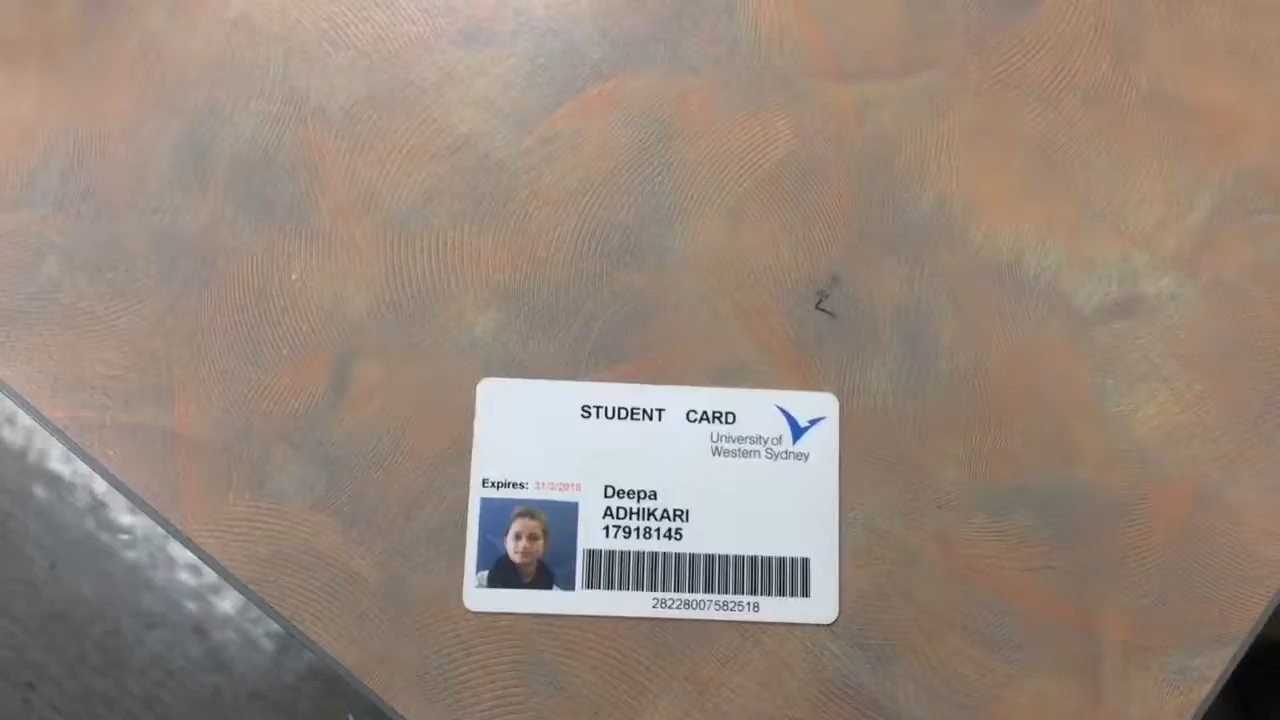 STUDENT CARD
University of
Western Sydney
Expires: 31/3/2018
Deepa
ADHIKARI
17918145
28228007582518